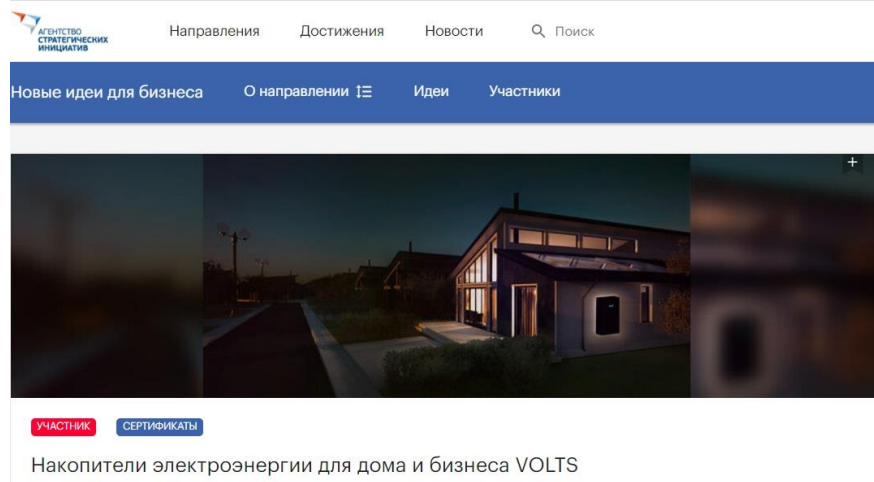 АГЕНТСТВО
СТРАТЕГИЧЕСКИХ
ИНИЦИАТИВ
Направления Достижения Новости Поиск
Новые идеи для бизнеса О направлении Идеи Участники
УЧАСТНИК СЕРТИФИКАТЫ
Накопители электроэнергии для дома и бизнеса VOLTS